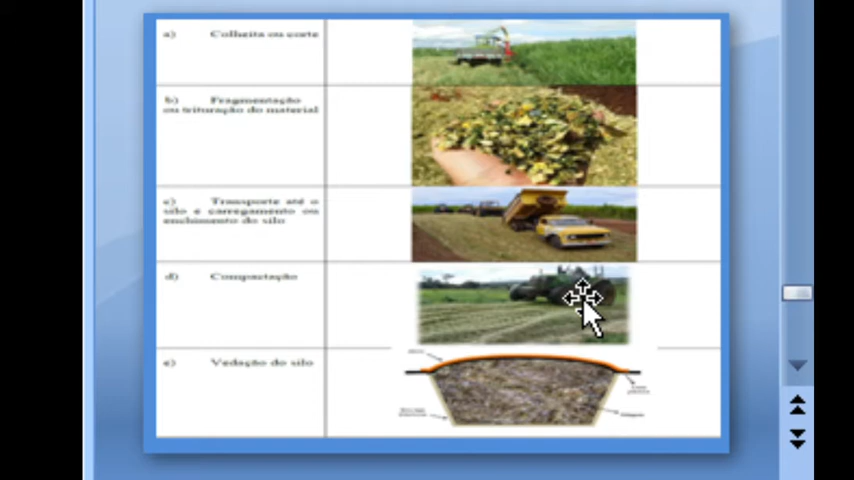 a) Colheita ou corte
b) Fragmentação
ou trituração do material
c) Transporte até o
silo e carregamento ou
enchimento do silo
d) Compactação
e) Vedação do silo